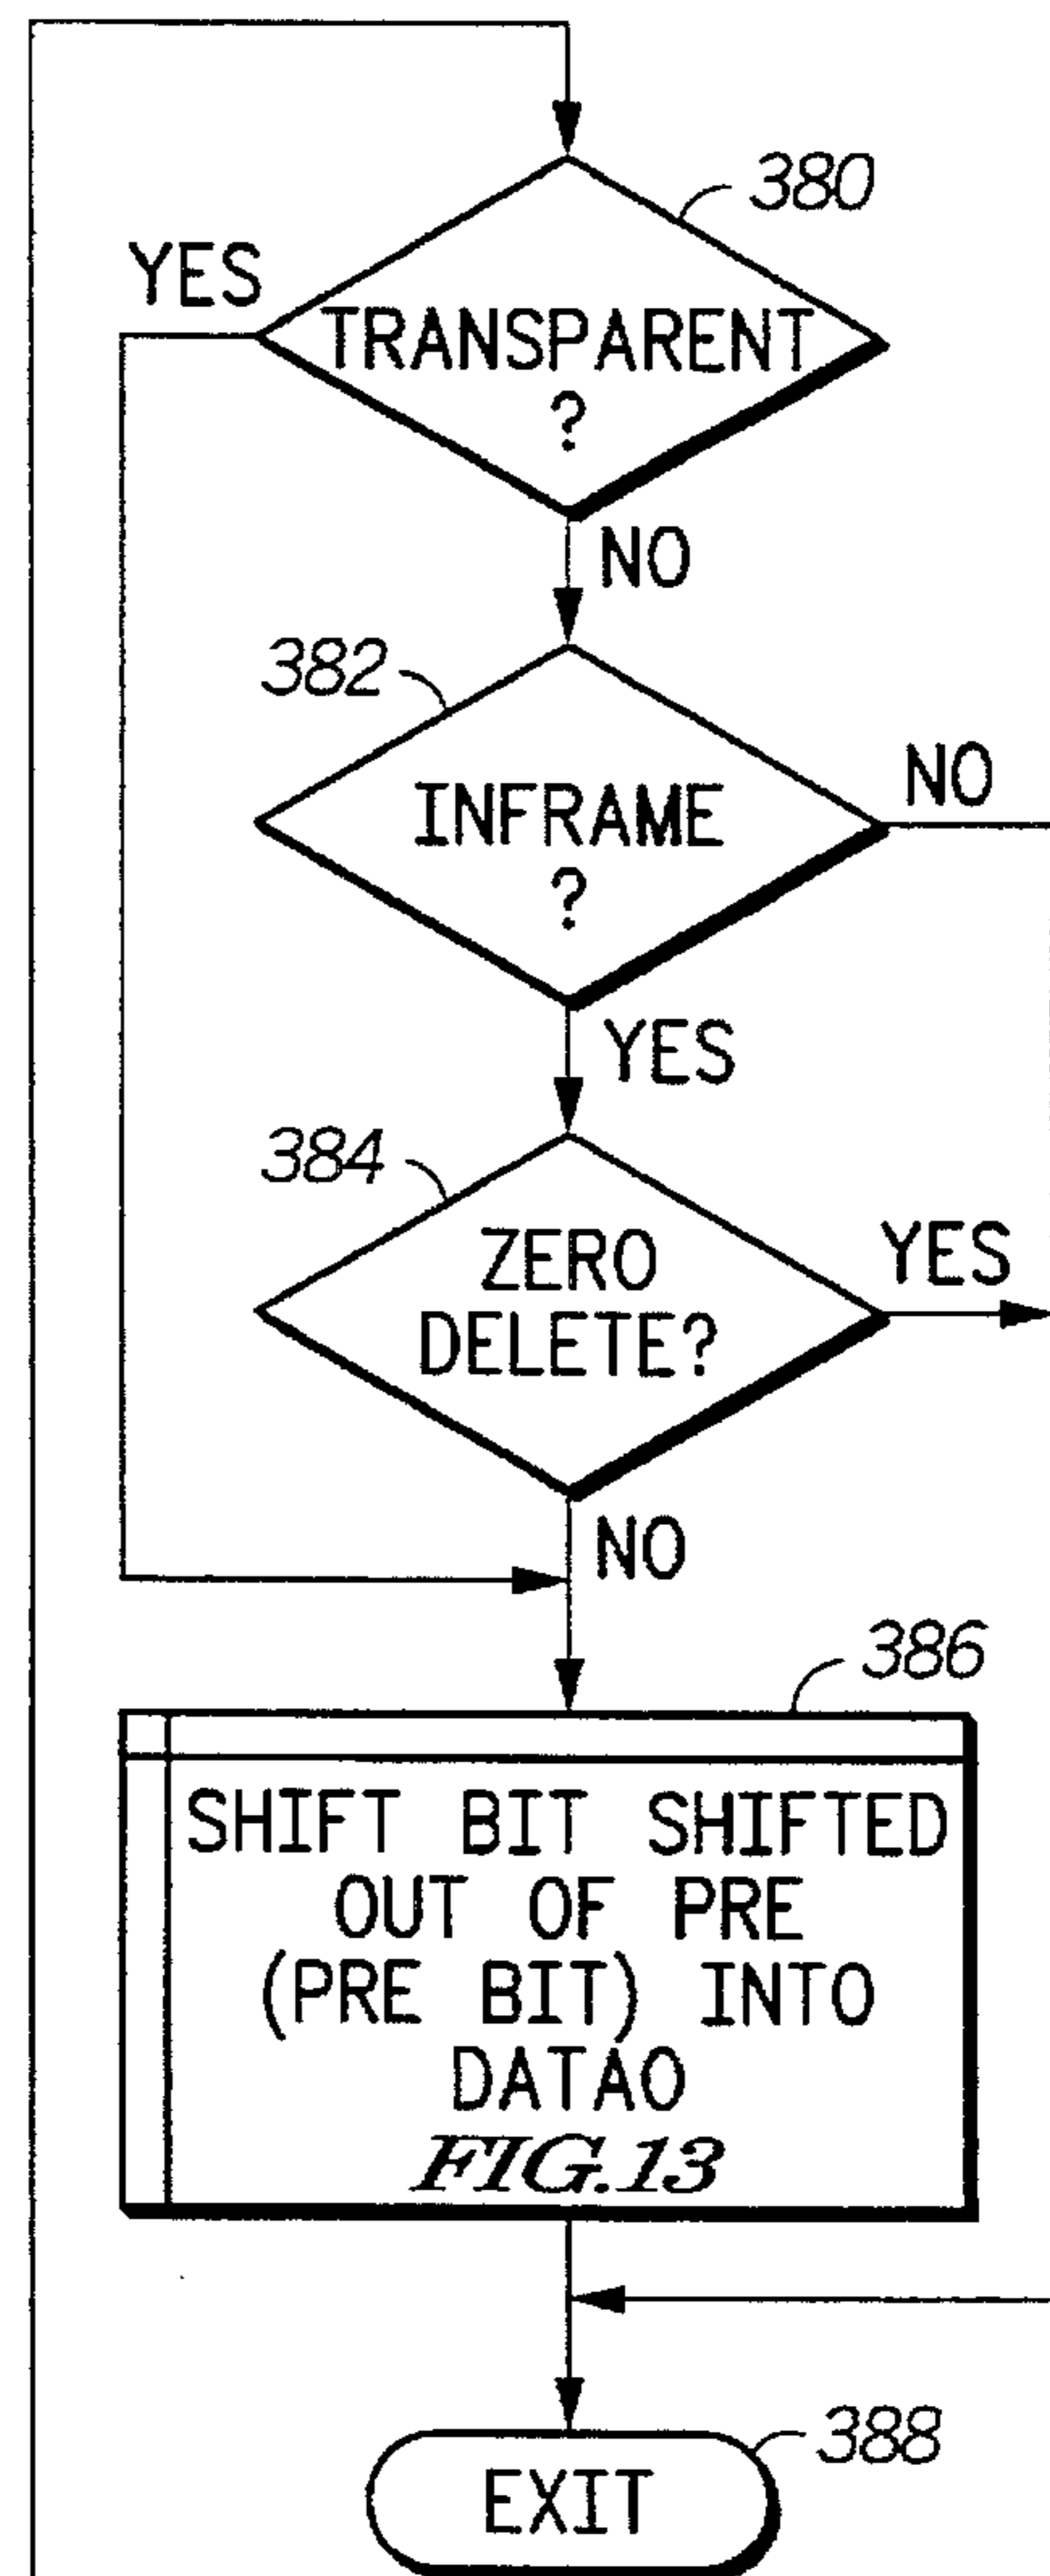 380
YES
TRANSPARENT
?
NO
382
NO
INFRAME
?
YES
384
YES
ZERO
DELETE?
NO
386
SHIFT BIT SHIFTED
OUT OF PRE
(PRE BIT) INTO
DATAO
FIG.13
388
EXIT